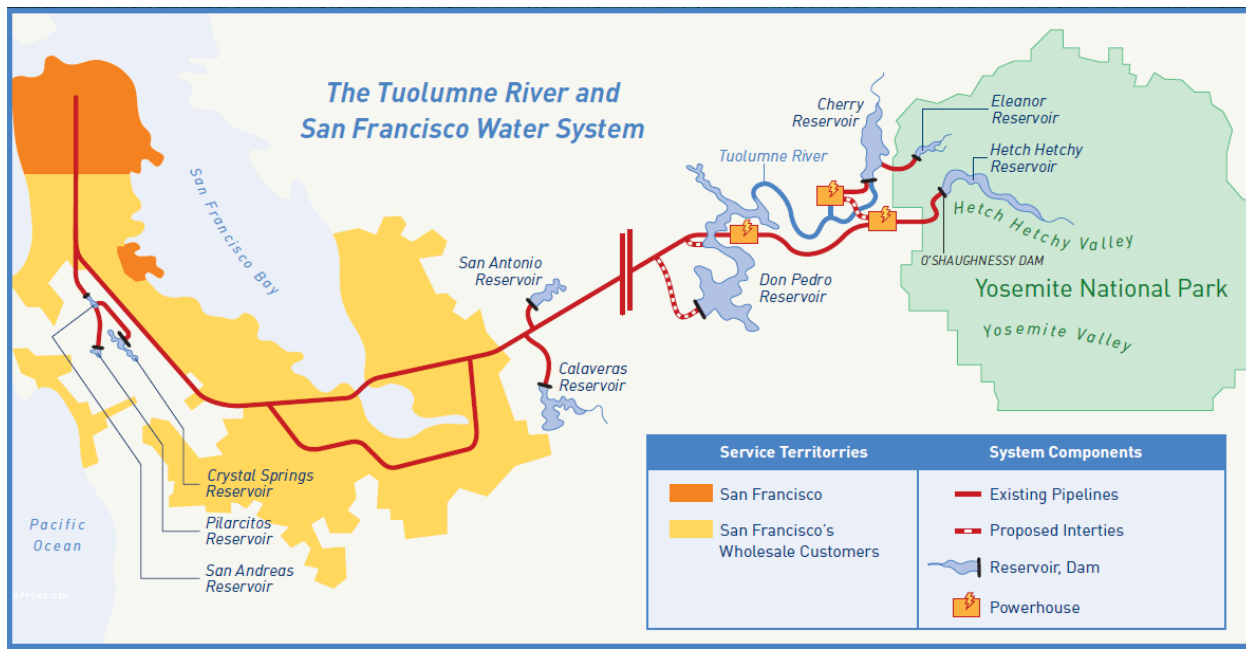 The Tuolumne River and
San Francisco Water System
San Francisco Bay
Tuolumne River
Cherry
Reservoir
Eleanor
Reservoir
Hetch Hetchy
Reservoir
Hetch Hetchy Valley
O'SHAUGHNESSY DAM
Yosemite National Park
Yosemite Valley
San Antonio
Reservoir
Don Pedro
Reservoir
Calaveras
Reservoir
Crystal Springs
Reservoir
Pilarcitos
Reservoir
San Andreas
Reservoir
Pacific
Ocean
Service Territorries
San Francisco
San Francisco's
Wholesale Customers
System Components
Existing Pipelines
Proposed Interties
Reservoir, Dam
Powerhouse